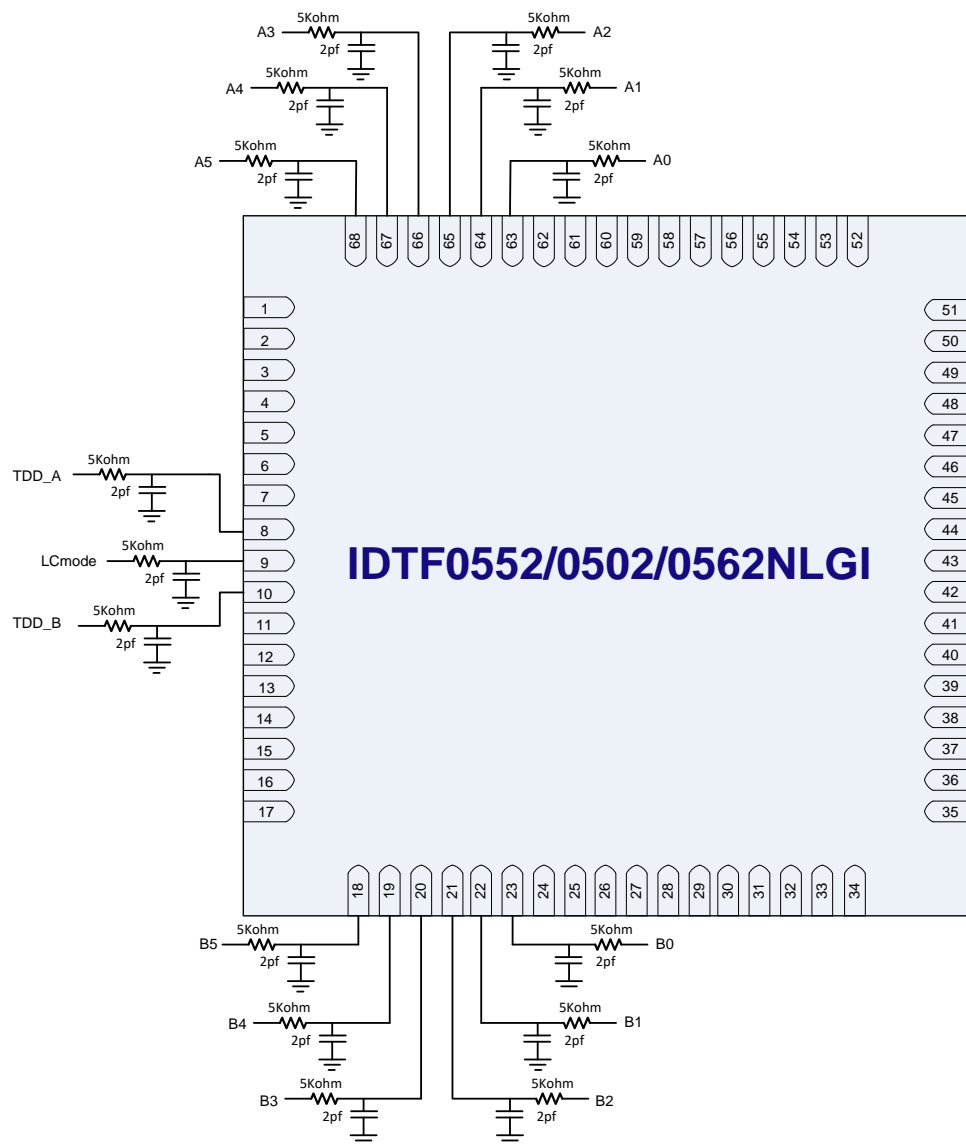 A3 5Kohm 2pf 5Kohm A2 2pf
A4 5Kohm 2pf 5Kohm A1 2pf
A5 5Kohm 2pf 5Kohm A0 2pf
68 67 66 65 64 63 62 61 60 59 58 57 56 55 54 53 52
1 51
2 50
3 49
4 48
5 47
6 46
7 45
TDD_A 5Kohm 2pf 8 44
LCmode 5Kohm 2pf 9 43
IDTF0552/0502/0562NLGI
TDD_B 5Kohm 2pf 10 42
11 41
12 40
13 39
14 38
15 37
16 36
17 35
18 19 20 21 22 23 24 25 26 27 28 29 30 31 32 33 34
B5 5Kohm 2pf 5Kohm B0 2pf
B4 5Kohm 2pf 5Kohm B1 2pf
B3 5Kohm 2pf 5Kohm B2 2pf